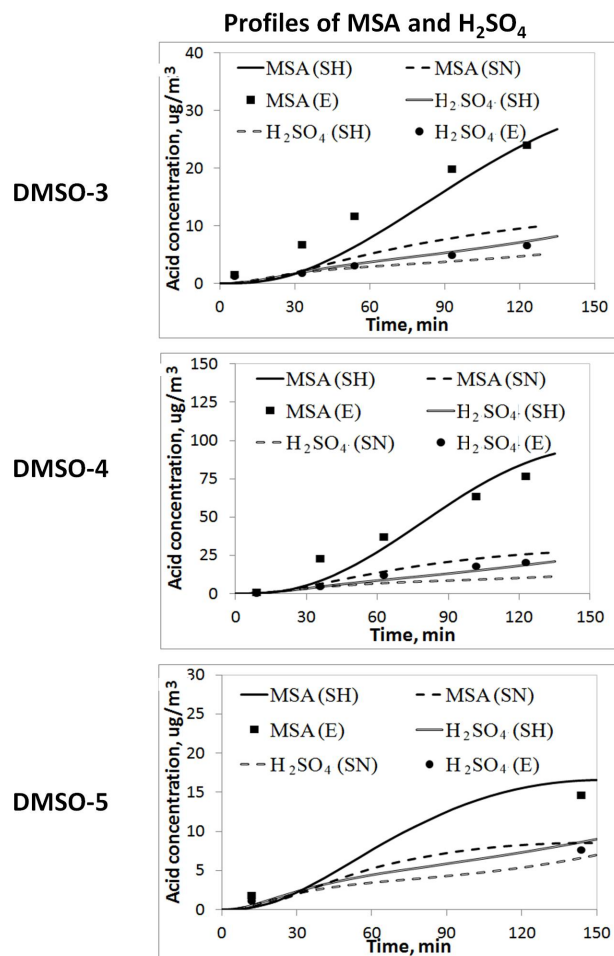 Profiles of MSA and H₂SO₄
DMSO-3
Acid concentration, ug/m³
40
30
20
10
0
MSA (SH) MSA (SN)
MSA (E) H₂SO₄ (SH)
H₂SO₄ (SH) H₂SO₄ (E)
0 30 60 90 120 150
Time, min
DMSO-4
Acid concentration, ug/m³
150
125
100
75
50
25
0
MSA (SH) MSA (SN)
MSA (E) H₂SO₄ (SH)
H₂SO₄ (SN) H₂SO₄ (E)
0 30 60 90 120 150
Time, min
DMSO-5
Acid concentration, ug/m³
30
25
20
15
10
5
0
MSA (SH) MSA (SN)
MSA (E) H₂SO₄ (SH)
H₂SO₄ (SN) H₂SO₄ (E)
0 30 60 90 120 150
Time, min